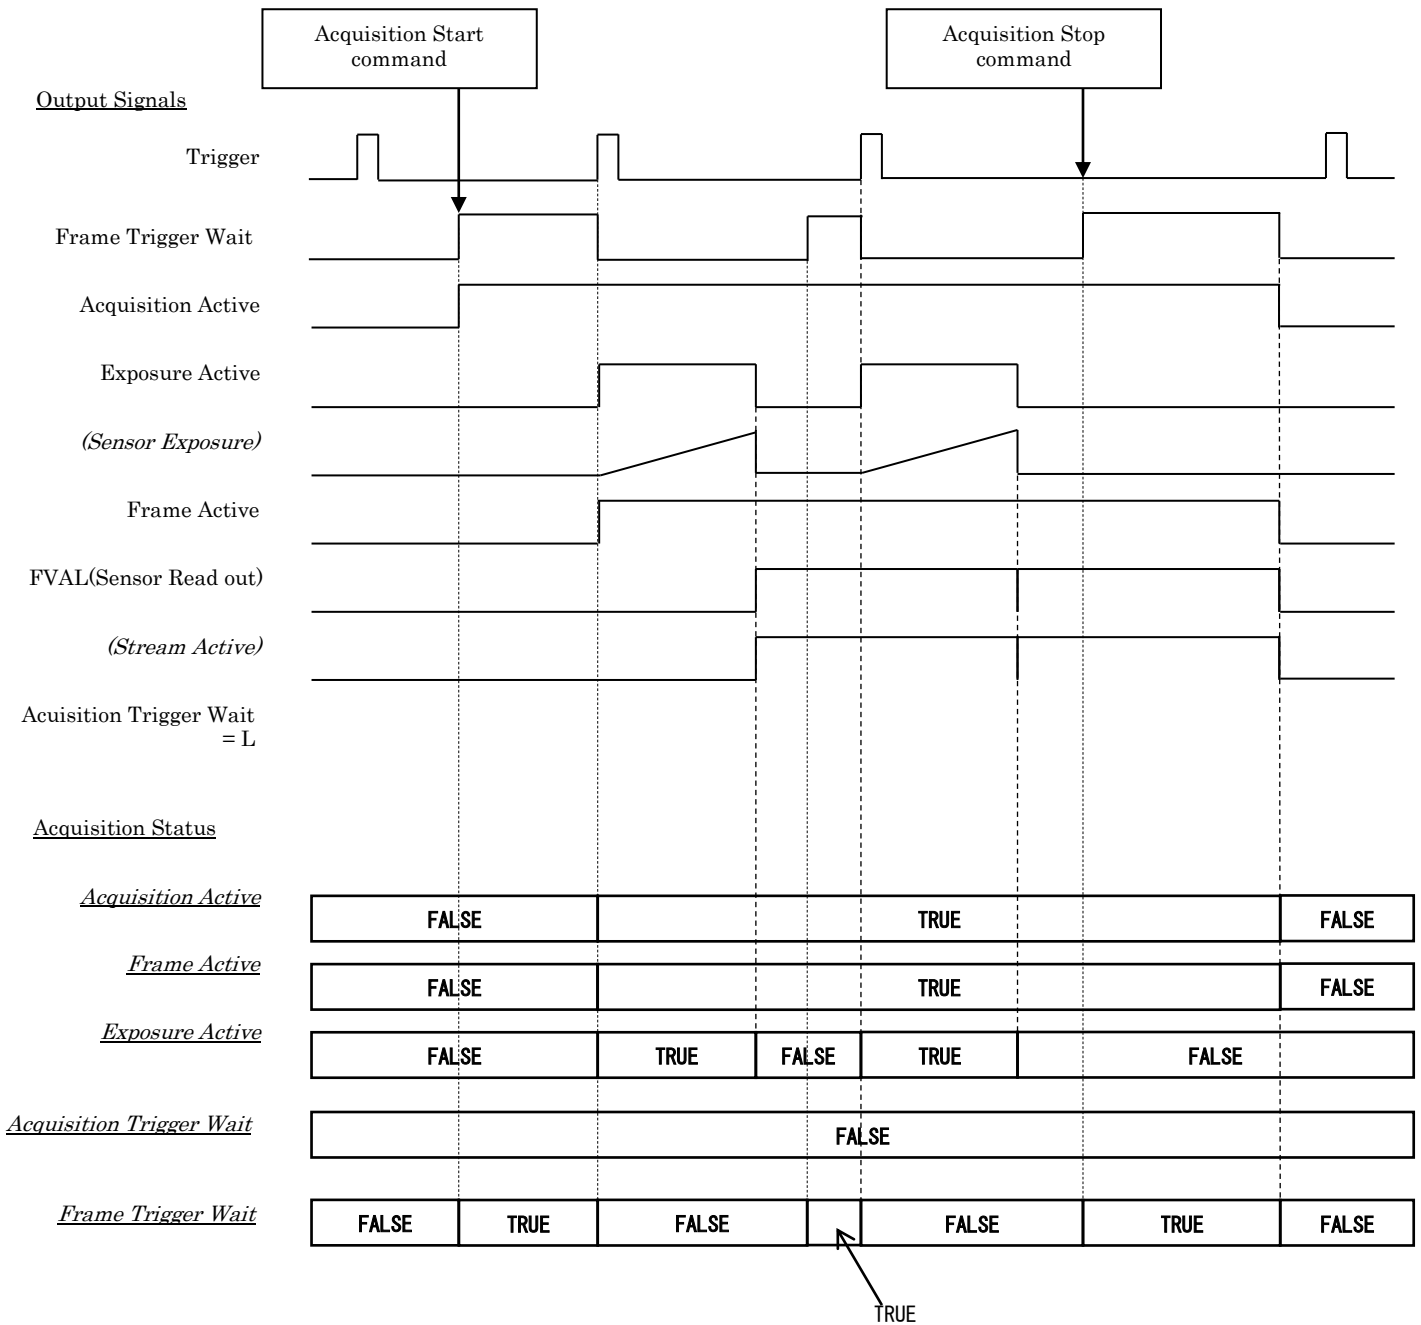 Acquisition Start
command
Acquisition Stop
command
Output Signals
Trigger
Frame Trigger Wait
Acquisition Active
Exposure Active
(Sensor Exposure)
Frame Active
FVAL(Sensor Read out)
(Stream Active)
Acuisition Trigger Wait
= L
Acquisition Status
Acquisition Active
FALSE TRUE FALSE
Frame Active
FALSE TRUE FALSE
Exposure Active
FALSE TRUE FALSE TRUE FALSE
Acquisition Trigger Wait
FALSE
Frame Trigger Wait
FALSE TRUE FALSE FALSE TRUE FALSE
TRUE